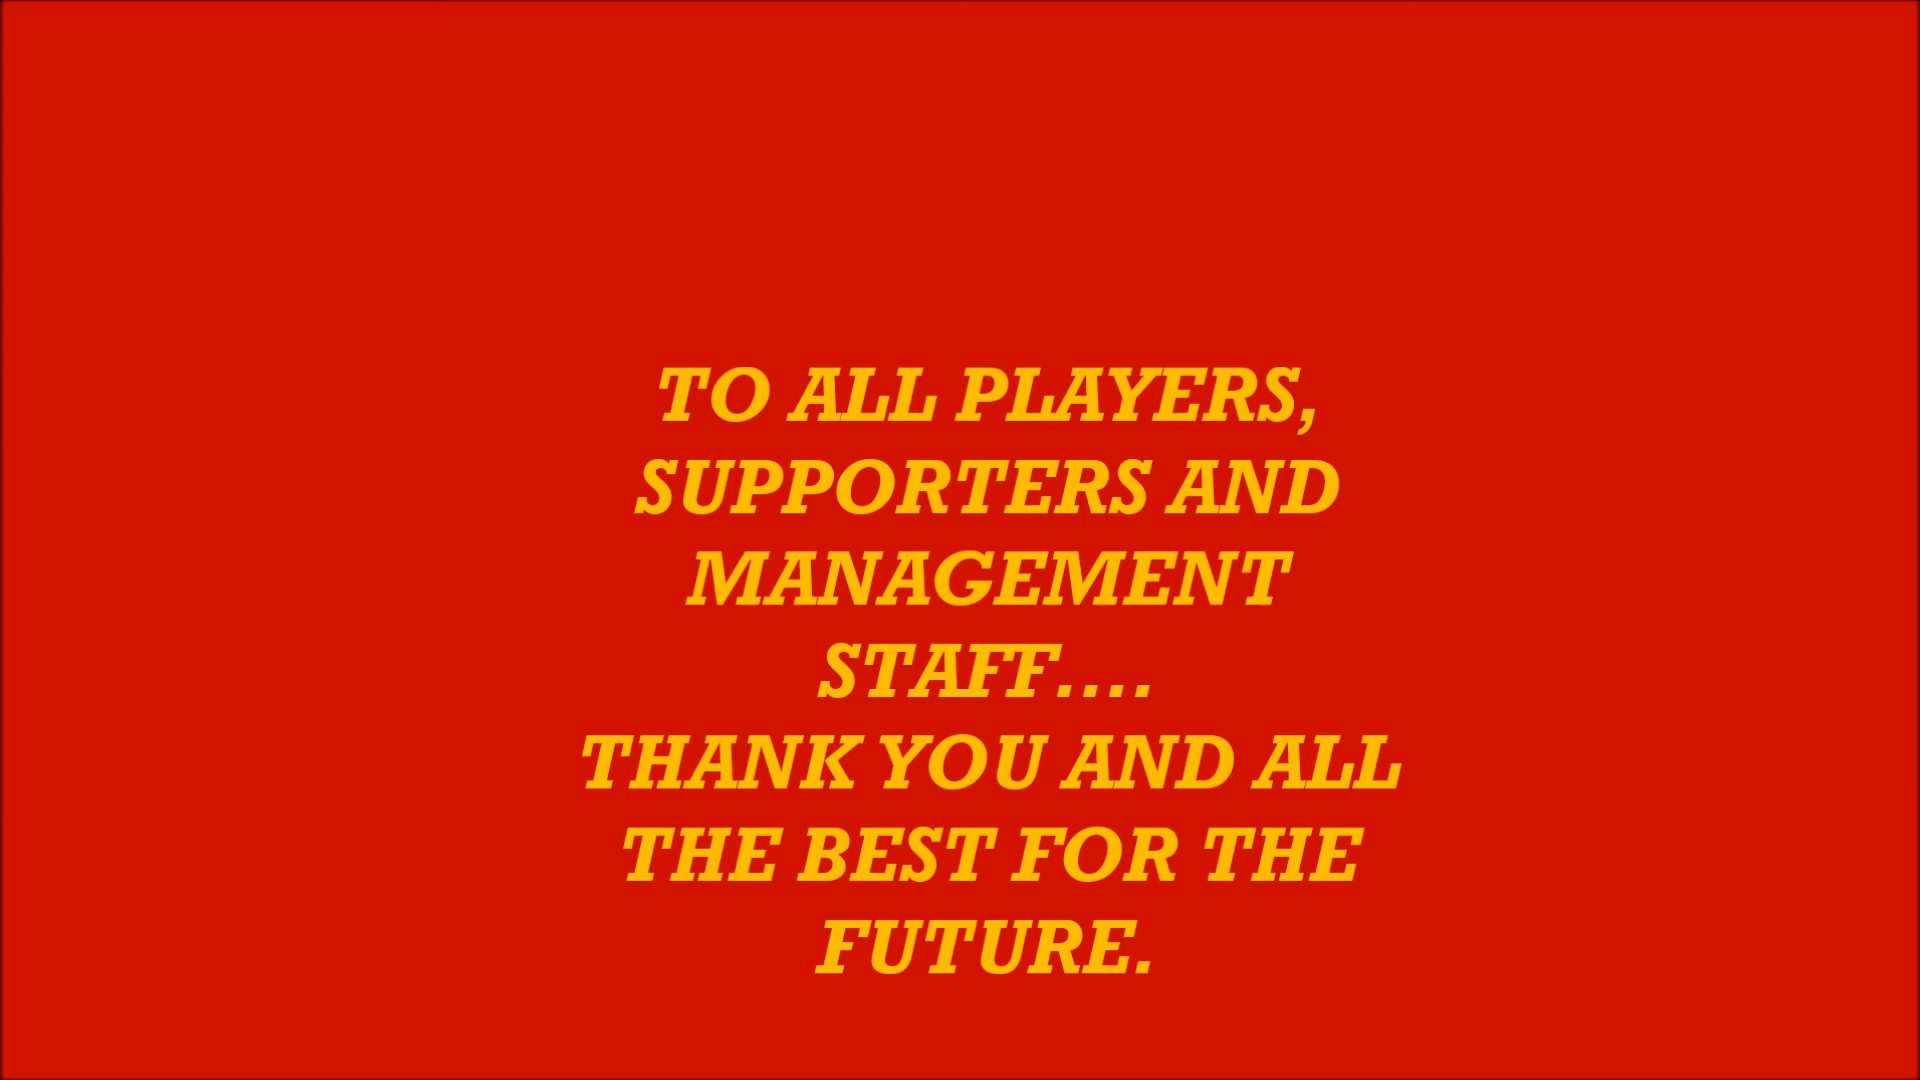 TO ALL PLAYERS,
SUPPORTERS AND
MANAGEMENT
STAFF....
THANK YOU AND ALL
THE BEST FOR THE
FUTURE.